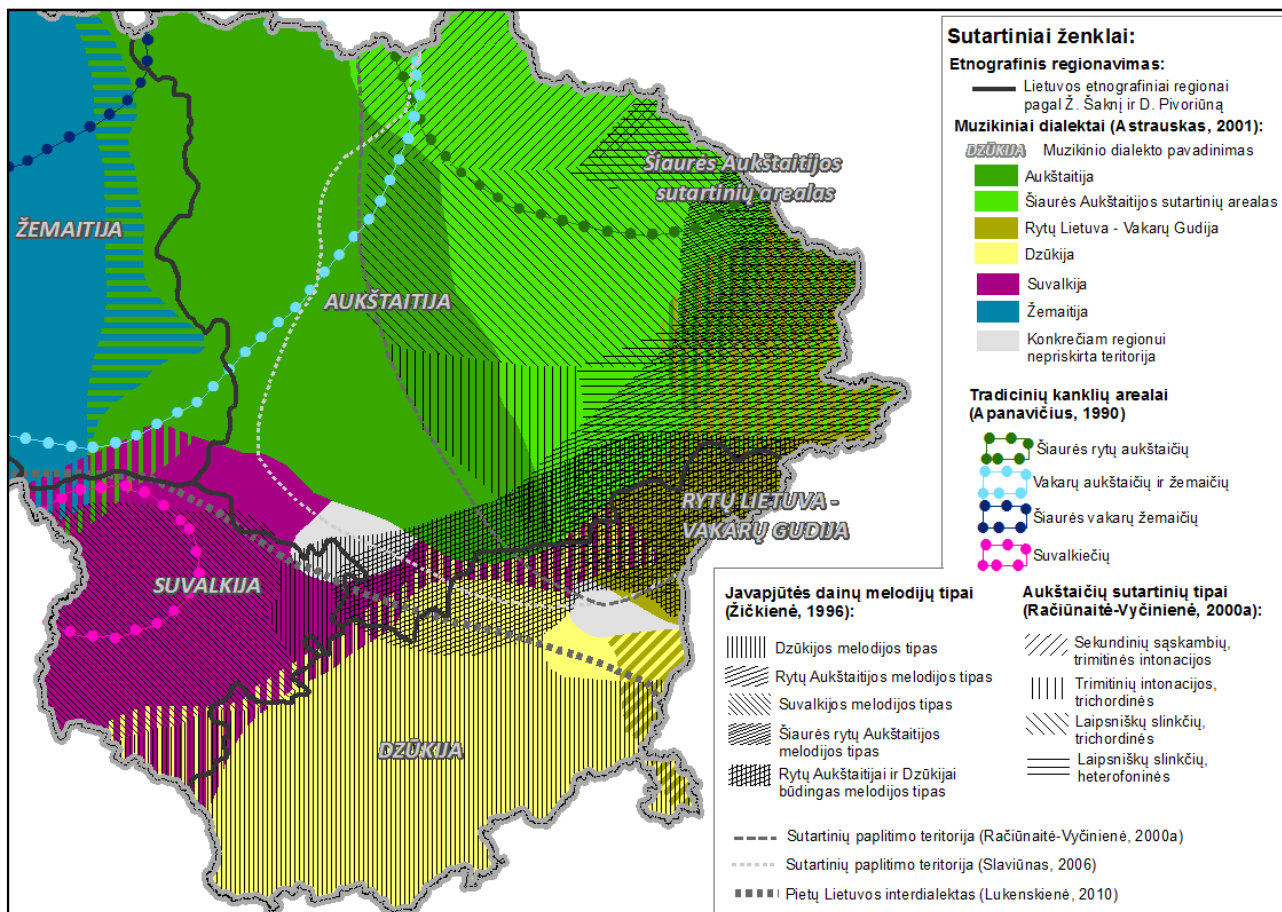 Šiaurės Aukštaitijos
sutartinių arealas
ŽEMAITIJA
AUKŠTAITIJA
RYTŲ LIETUVA -
VAKARŲ GUDIJA
SUVALKIJA
DZŪKIJA
Sutartiniai ženklai:
Etnografinis regionavimas:
Lietuvos etnografiniai regionai
pagal Ž. Šaknį ir D. Pivoriūną
Muzikiniai dialektai (Astrauskas, 2001):
DZŪKIJA Muzikinio dialekto pavadinimas
Aukštaitija
Šiaurės Aukštaitijos sutartinių arealas
Rytų Lietuva - Vakarų Gudija
Dzūkija
Suvalkija
Žemaitija
Konkrečiam regionui
nepriskirta teritorija
Tradicinių kanklių arealai
(Apanavičius, 1990)
Šiaurės rytų aukštaičių
Vakarų aukštaičių ir žemaičių
Šiaurės vakarų žemaičių
Suvalkiečių
Javapjūtės dainų melodijų tipai
(Žičkienė, 1996):
Dzūkijos melodijos tipas
Rytų Aukštaitijos melodijos tipas
Suvalkijos melodijos tipas
Šiaurės rytų Aukštaitijos
melodijos tipas
Rytų Aukštaitijai ir Dzūkijai
būdingas melodijos tipas
Aukštaičių sutartinių tipai
(Račiūnaitė-Vyčinienė, 2000a):
Sekundinių sąskambių,
trimitinės intonacijos
Trimitinių intonacijos,
trichordinės
Laipsniškų slinkčių,
trichordinės
Laipsniškų slinkčių,
heterofoninės
Sutartinių paplitimo teritorija (Račiūnaitė-Vyčinienė, 2000a)
Sutartinių paplitimo teritorija (Slaviūnas, 2006)
Pietų Lietuvos interdialektas (Lukenskienė, 2010)